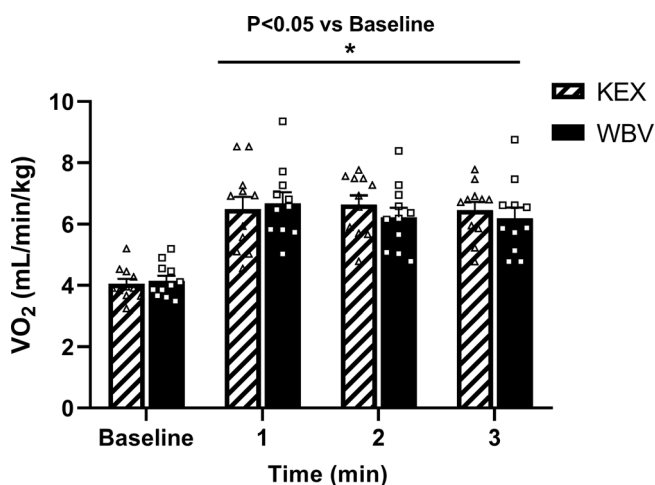 P<0.05 vs Baseline
*
KEX
WBV
10
8
6
4
2
0
VO2 (mL/min/kg)
Baseline 1 2 3
Time (min)